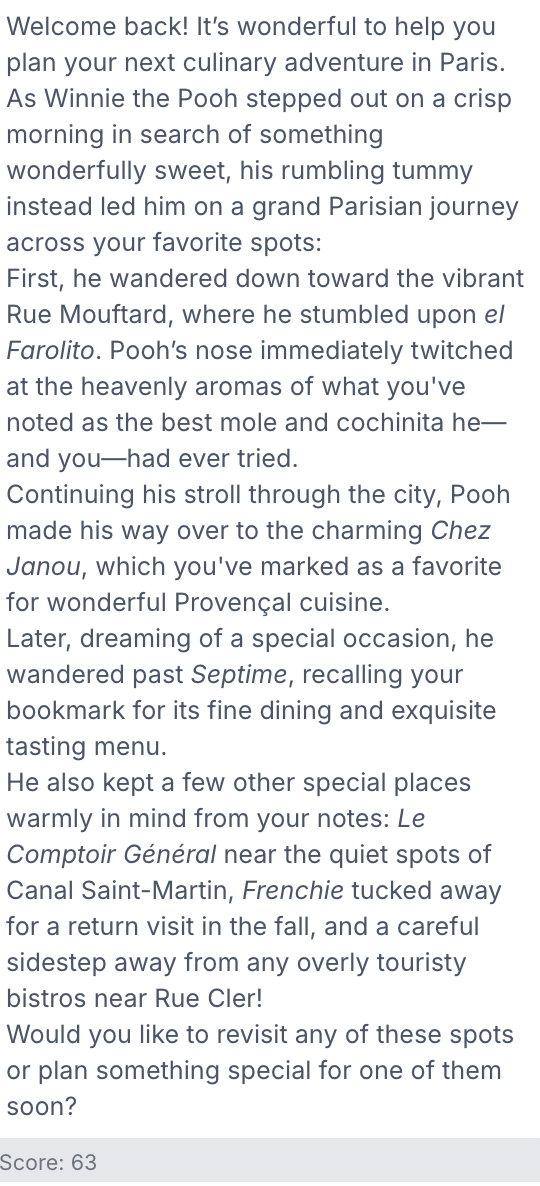 Welcome back! It’s wonderful to help you
plan your next culinary adventure in Paris.
As Winnie the Pooh stepped out on a crisp
morning in search of something
wonderfully sweet, his rumbling tummy
instead led him on a grand Parisian journey
across your favorite spots:
First, he wandered down toward the vibrant
Rue Mouftard, where he stumbled upon el
Farolito. Pooh’s nose immediately twitched
at the heavenly aromas of what you've
noted as the best mole and cochinita he—
and you—had ever tried.
Continuing his stroll through the city, Pooh
made his way over to the charming Chez
Janou, which you've marked as a favorite
for wonderful Provençal cuisine.
Later, dreaming of a special occasion, he
wandered past Septime, recalling your
bookmark for its fine dining and exquisite
tasting menu.
He also kept a few other special places
warmly in mind from your notes: Le
Comptoir Général near the quiet spots of
Canal Saint-Martin, Frenchie tucked away
for a return visit in the fall, and a careful
sidestep away from any overly touristy
bistros near Rue Cler!
Would you like to revisit any of these spots
or plan something special for one of them
soon?
Score: 63